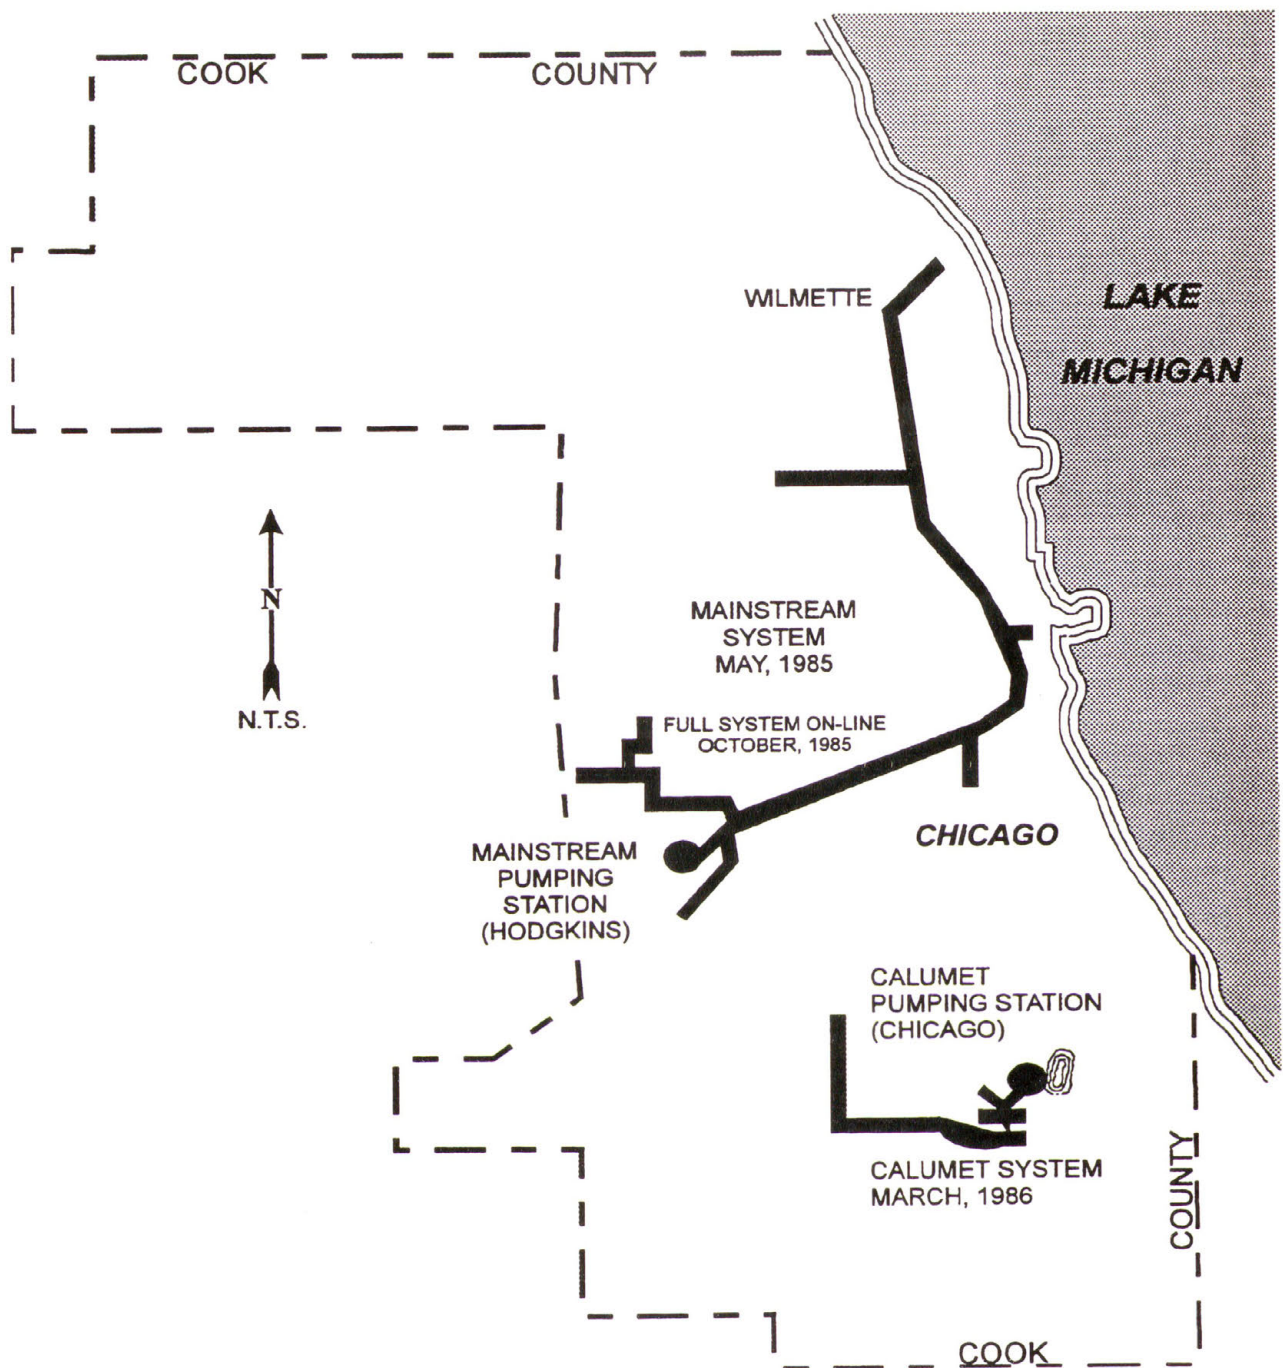 COOK COUNTY
WILMETTE
LAKE
MICHIGAN
N
N.T.S.
MAINSTREAM
SYSTEM
MAY, 1985
FULL SYSTEM ON-LINE
OCTOBER, 1985
CHICAGO
MAINSTREAM
PUMPING
STATION
(HODGKINS)
CALUMET
PUMPING STATION
(CHICAGO)
CALUMET SYSTEM
MARCH, 1986
COUNTY
COOK